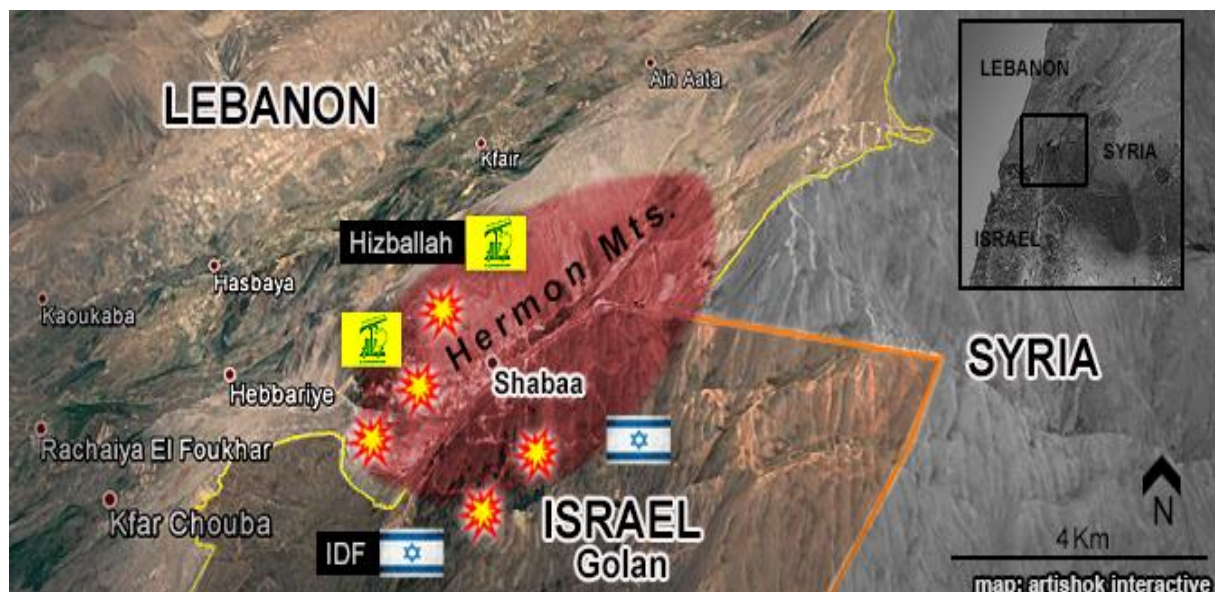 LEBANON
Ain Aata
Kfair
Hizballah
Hermon Mts.
Hasbaya
Kaoukaba
Hebbariye
Shabaa
Rachaiya El Foukhar
Kfar Chouba
IDF
ISRAEL
Golan
SYRIA
LEBANON
SYRIA
ISRAEL
N
4 Km
map: artishok interactive